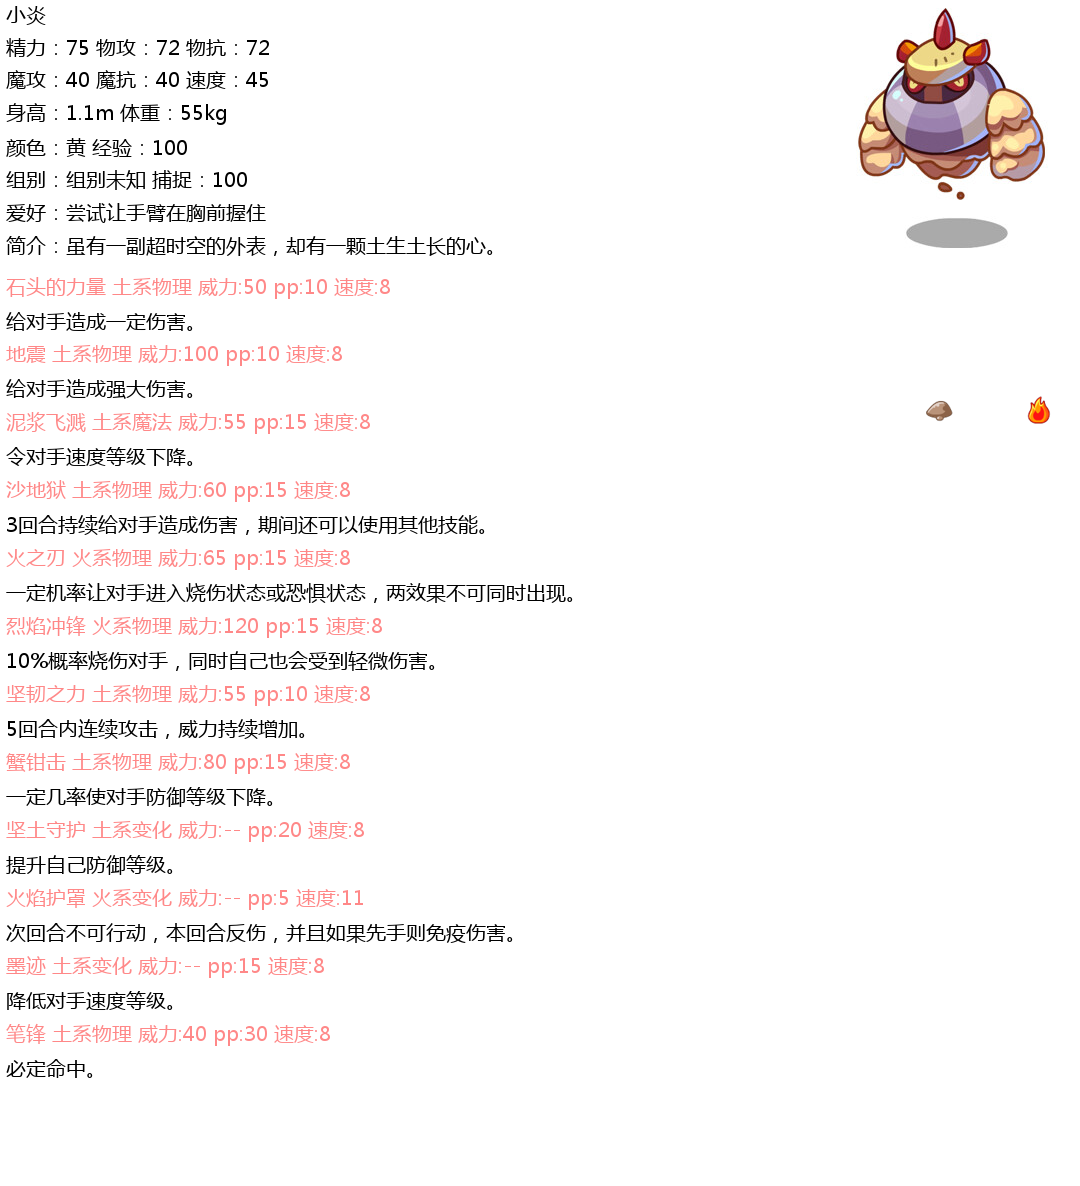 小炎
精力：75 物攻：72 物抗：72
魔攻：40 魔抗：40 速度：45
身高：1.1m 体重：55kg
颜色：黄 经验：100
组别：组别未知 捕捉：100
爱好：尝试让手臂在胸前握住
简介：虽有一副超时空的外表，却有一颗土生土长的心。
石头的力量 土系物理 威力:50 pp:10 速度:8
给对手造成一定伤害。
地震 土系物理 威力:100 pp:10 速度:8
给对手造成强大伤害。
泥浆飞溅 土系魔法 威力:55 pp:15 速度:8
令对手速度等级下降。
沙地狱 土系物理 威力:60 pp:15 速度:8
3回合持续给对手造成伤害，期间还可以使用其他技能。
火之刃 火系物理 威力:65 pp:15 速度:8
一定机率让对手进入烧伤状态或恐惧状态，两效果不可同时出现。
烈焰冲锋 火系物理 威力:120 pp:15 速度:8
10%概率烧伤对手，同时自己也会受到轻微伤害。
坚韧之力 土系物理 威力:55 pp:10 速度:8
5回合内连续攻击，威力持续增加。
蟹钳击 土系物理 威力:80 pp:15 速度:8
一定几率使对手防御等级下降。
坚土守护 土系变化 威力:-- pp:20 速度:8
提升自己防御等级。
火焰护罩 火系变化 威力:-- pp:5 速度:11
次回合不可行动，本回合反伤，并且如果先手则免疫伤害。
墨迹 土系变化 威力:-- pp:15 速度:8
降低对手速度等级。
笔锋 土系物理 威力:40 pp:30 速度:8
必定命中。